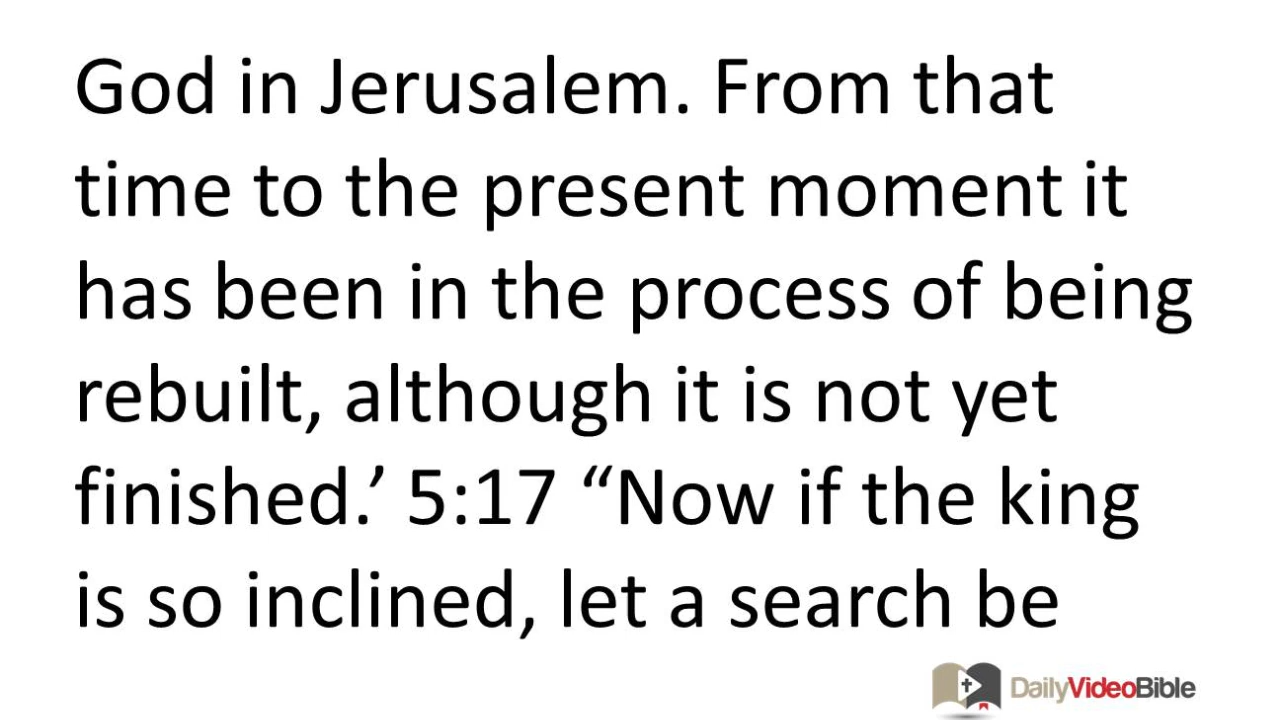 God in Jerusalem. From that
time to the present moment it
has been in the process of being
rebuilt, although it is not yet
finished.’ 5:17 “Now if the king
is so inclined, let a search be
DailyVideoBible